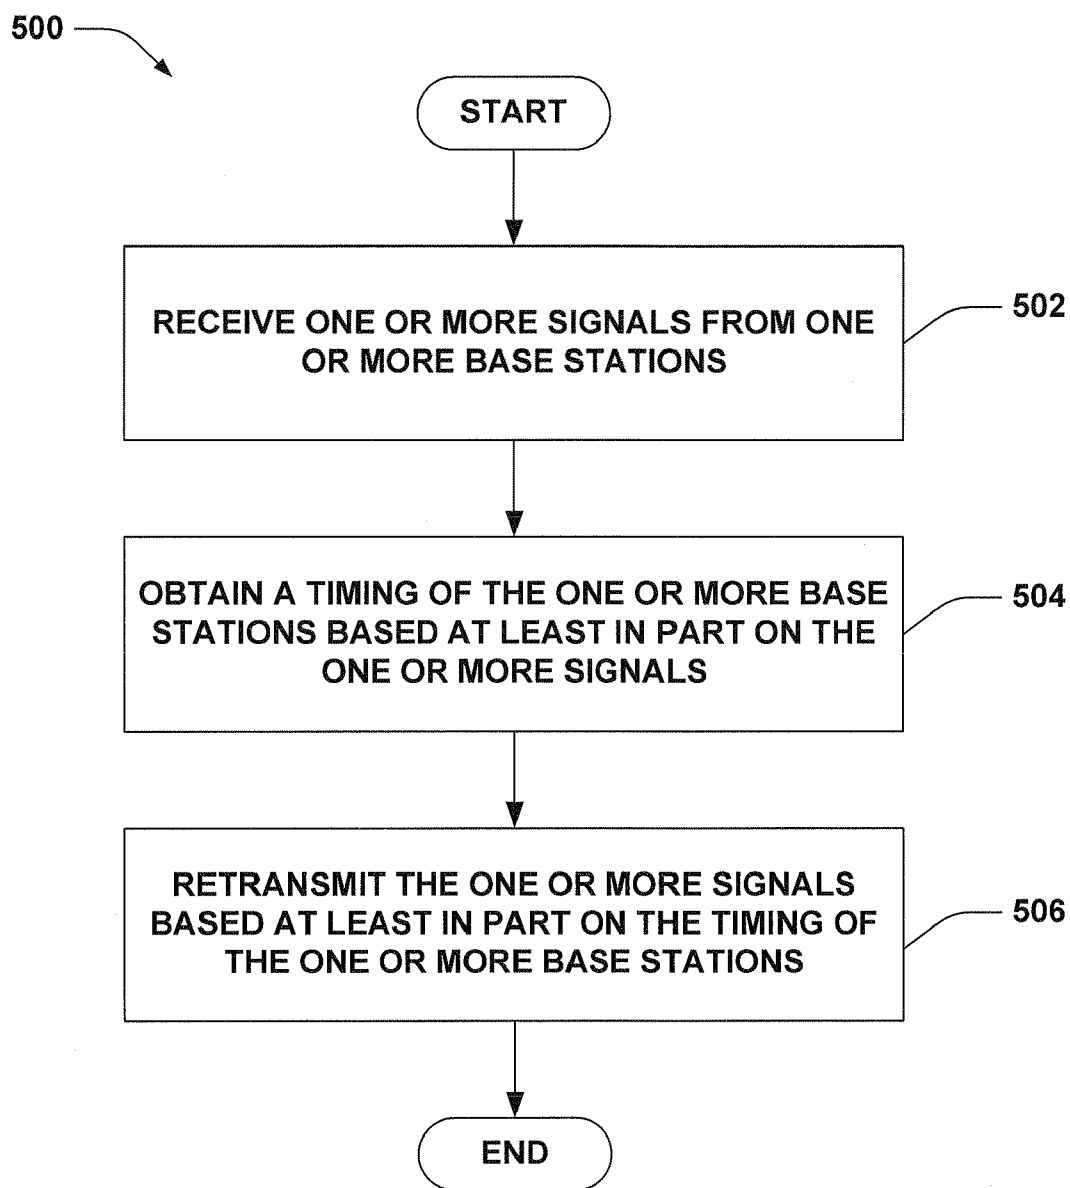 500
START
RECEIVE ONE OR MORE SIGNALS FROM ONE
OR MORE BASE STATIONS
502
OBTAIN A TIMING OF THE ONE OR MORE BASE
STATIONS BASED AT LEAST IN PART ON THE
ONE OR MORE SIGNALS
504
RETRANSMIT THE ONE OR MORE SIGNALS
BASED AT LEAST IN PART ON THE TIMING OF
THE ONE OR MORE BASE STATIONS
506
END